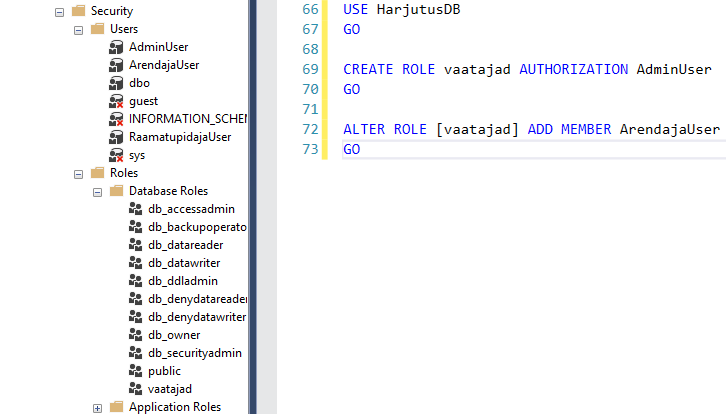 Security
Users
AdminUser
ArendajaUser
dbo
guest
INFORMATION_SCHEM
RaamatupidajaUser
sys
Roles
Database Roles
db_accessadmin
db_backupoperato
db_datareader
db_datawriter
db_ddladmin
db_denydatareader
db_denydatawriter
db_owner
db_securityadmin
public
vaatajad
Application Roles
66 USE HarjutusDB
67 GO
68
69 CREATE ROLE vaatajad AUTHORIZATION AdminUser
70 GO
71
72 ALTER ROLE [vaatajad] ADD MEMBER ArendajaUser
73 GO